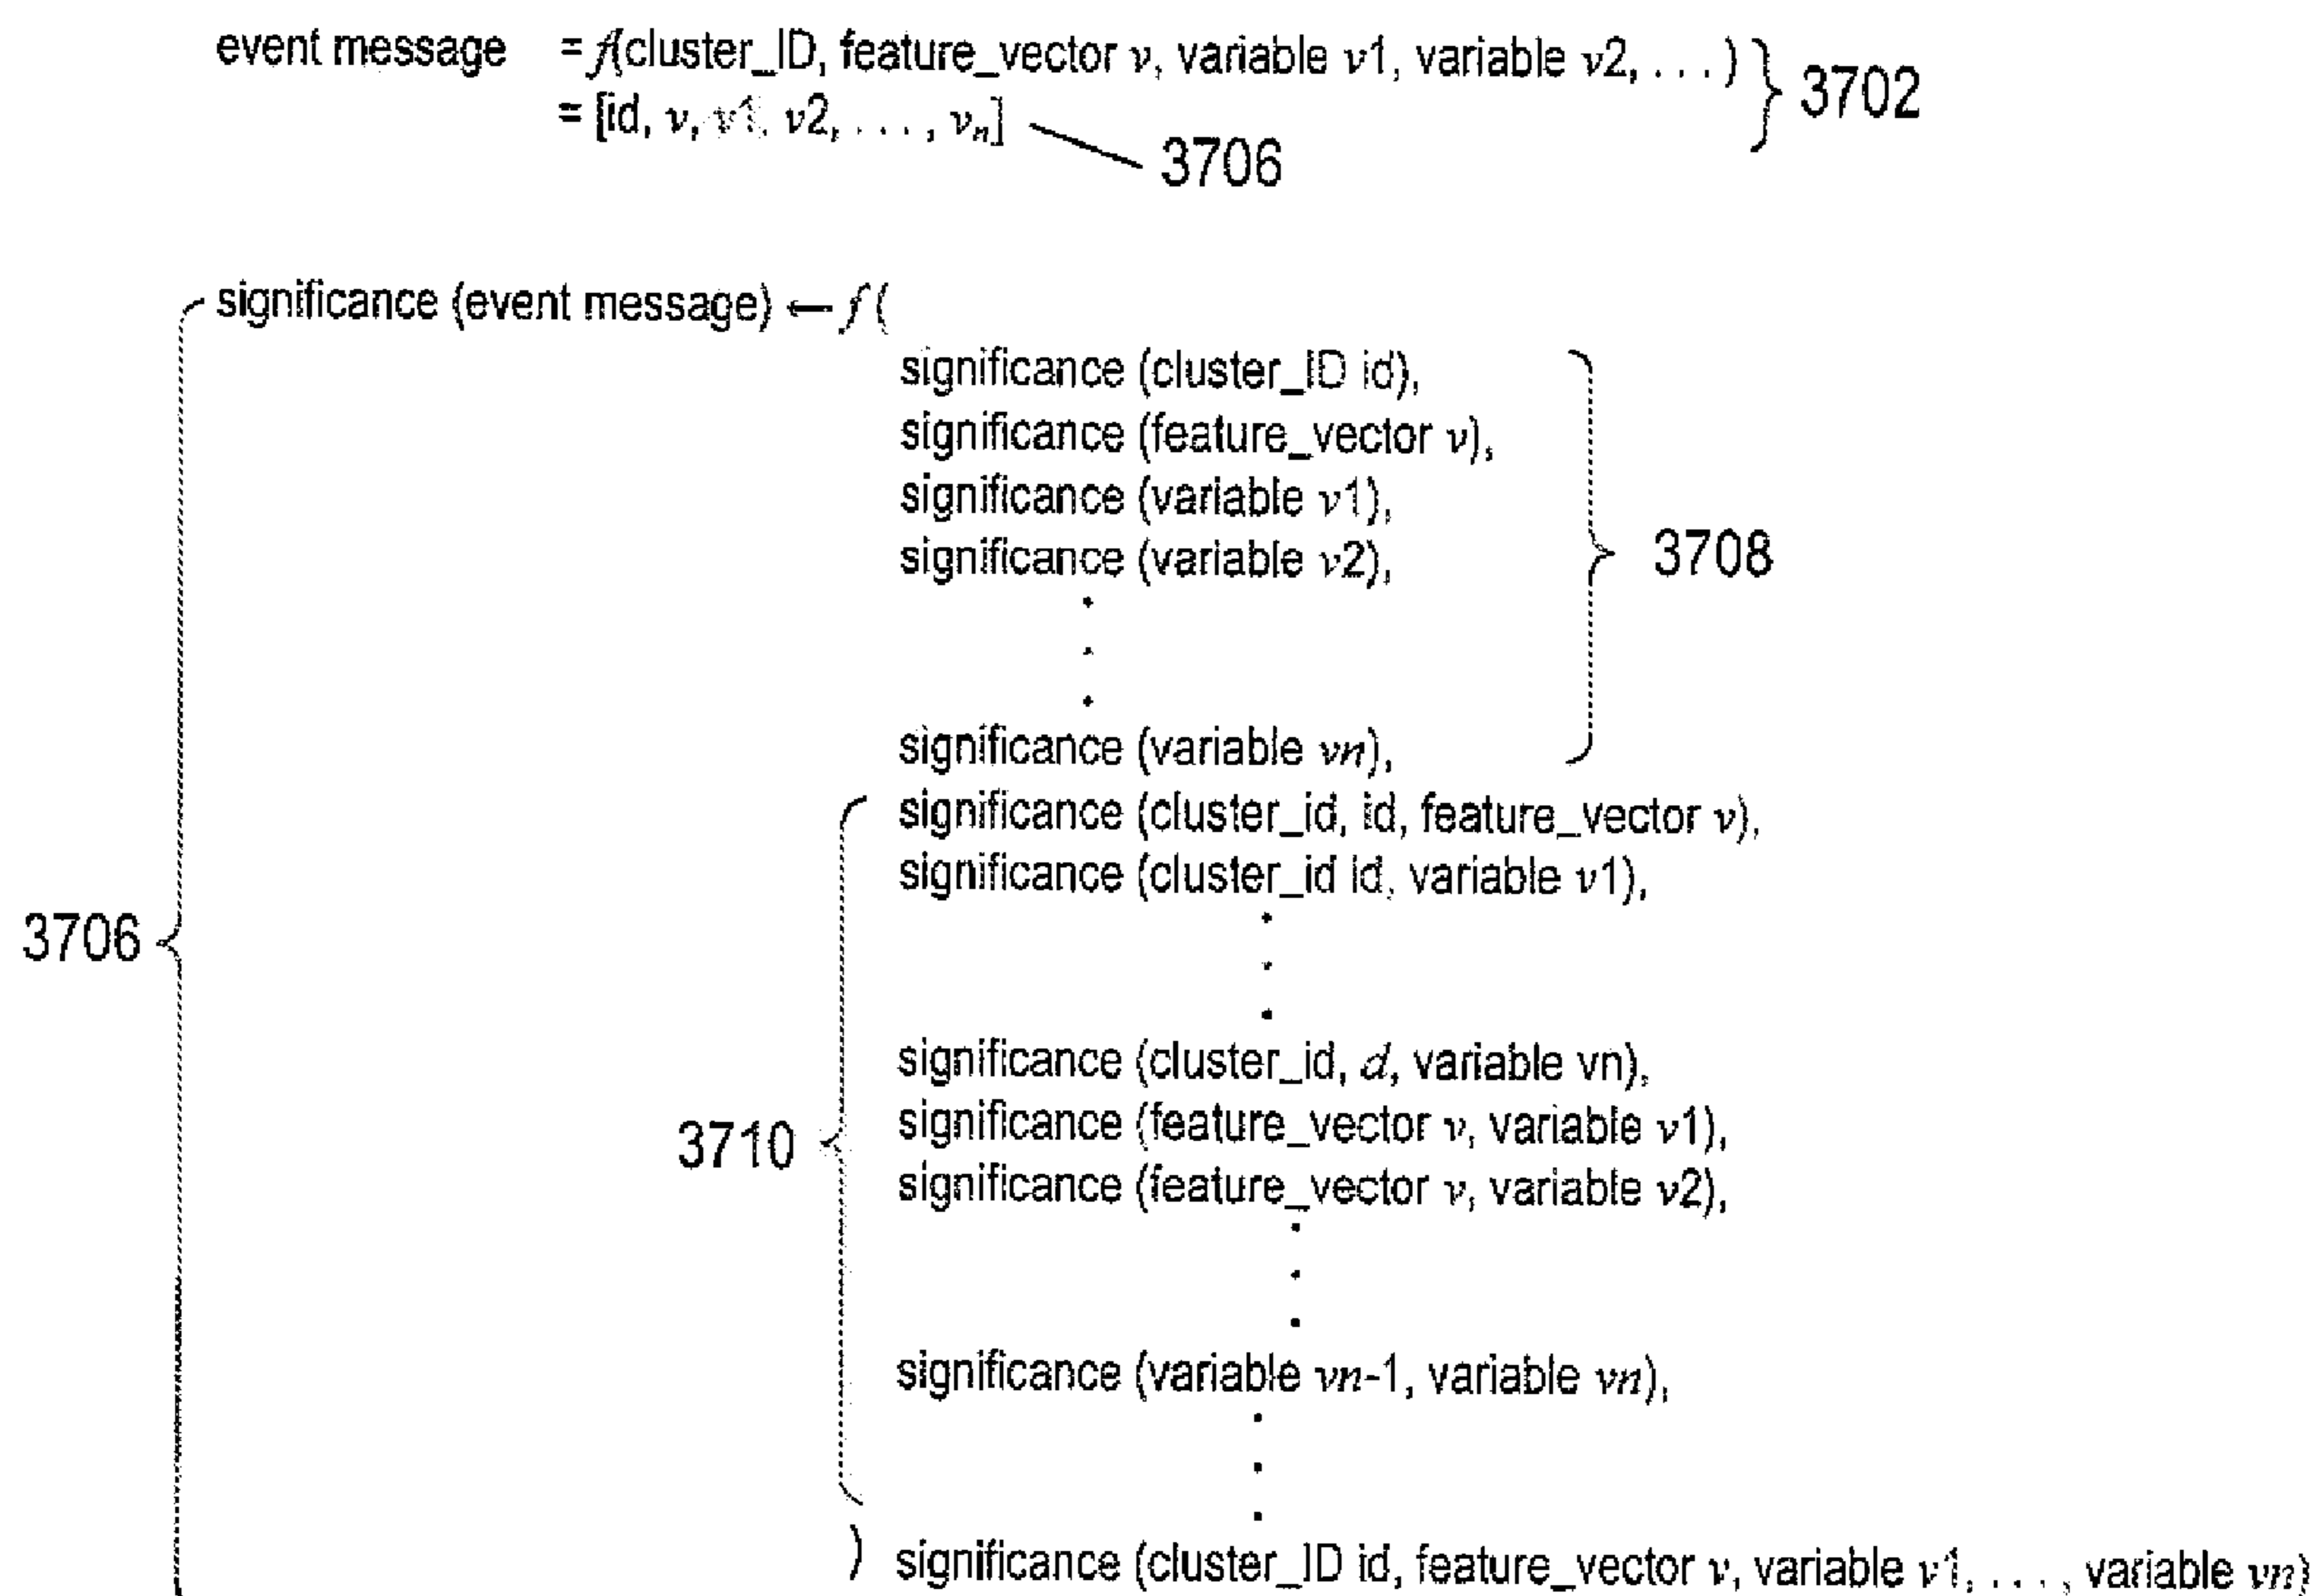 event message = f(cluster_ID, feature_vector v, variable v1, variable v2, . . . ) } 3702
= [id, v, v1, v2, . . . , vₙ]
3706
significance (event message) ← f (
significance (cluster_ID id),
significance (feature_vector v),
significance (variable v1),
significance (variable v2),
3708
significance (variable vn),
significance (cluster_id, id, feature_vector v),
significance (cluster_id id, variable v1),
3706
significance (cluster_id, d, variable vn),
significance (feature_vector v, variable v1),
3710
significance (feature_vector v, variable v2),
significance (variable vn-1, variable vn),
) significance (cluster_ID id, feature_vector v, variable v1, . . . , variable vn)